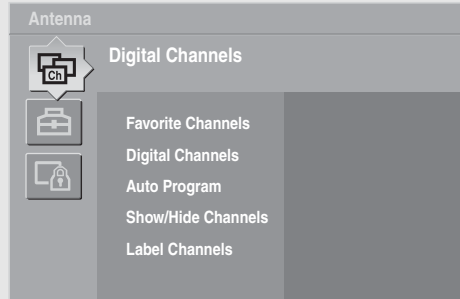 Antenna
Ch
Digital Channels
Favorite Channels
Digital Channels
Auto Program
Show/Hide Channels
Label Channels